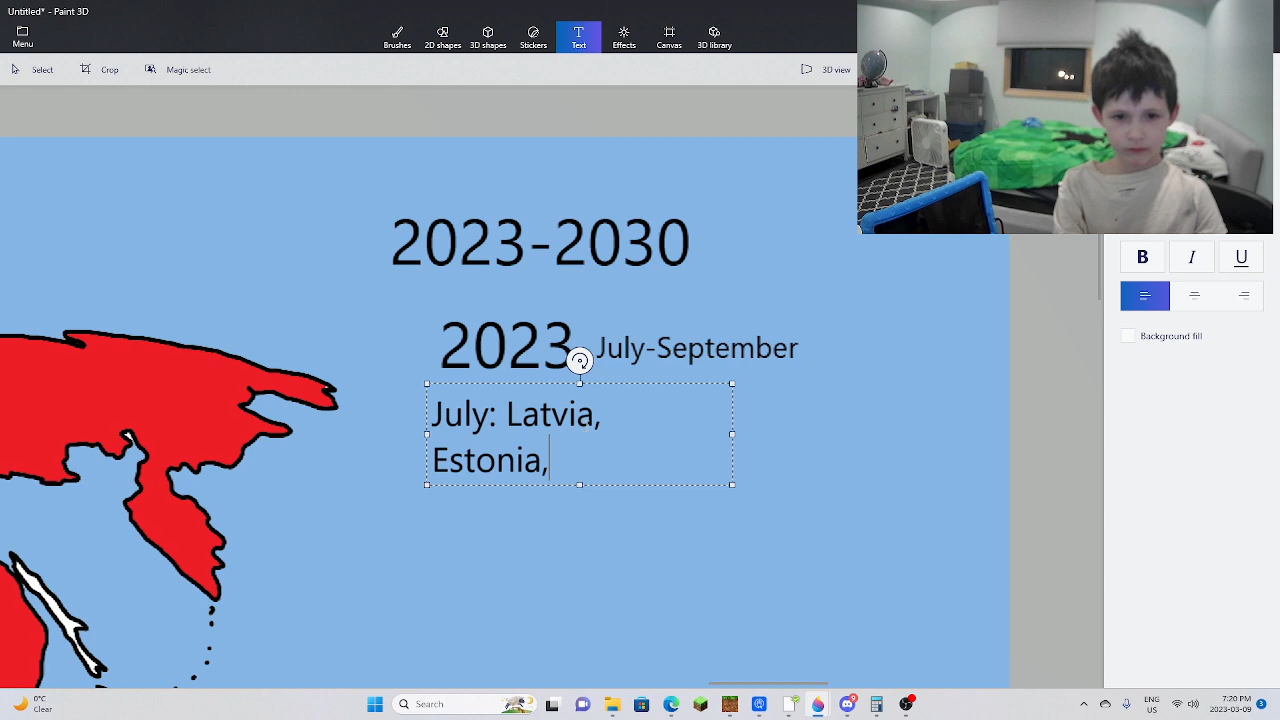 Untitled* - Paint 3D
Menu
Brushes
2D shapes
3D shapes
Stickers
Text
Effects
Canvas
3D library
Select
Crop
Magic select
3D view
2023-2030
2023
July-September
July: Latvia,
Estonia,
B
I
U
Background fill
0°C
Clear
Search
ENG
US
7:20 PM
2023-03-09
3